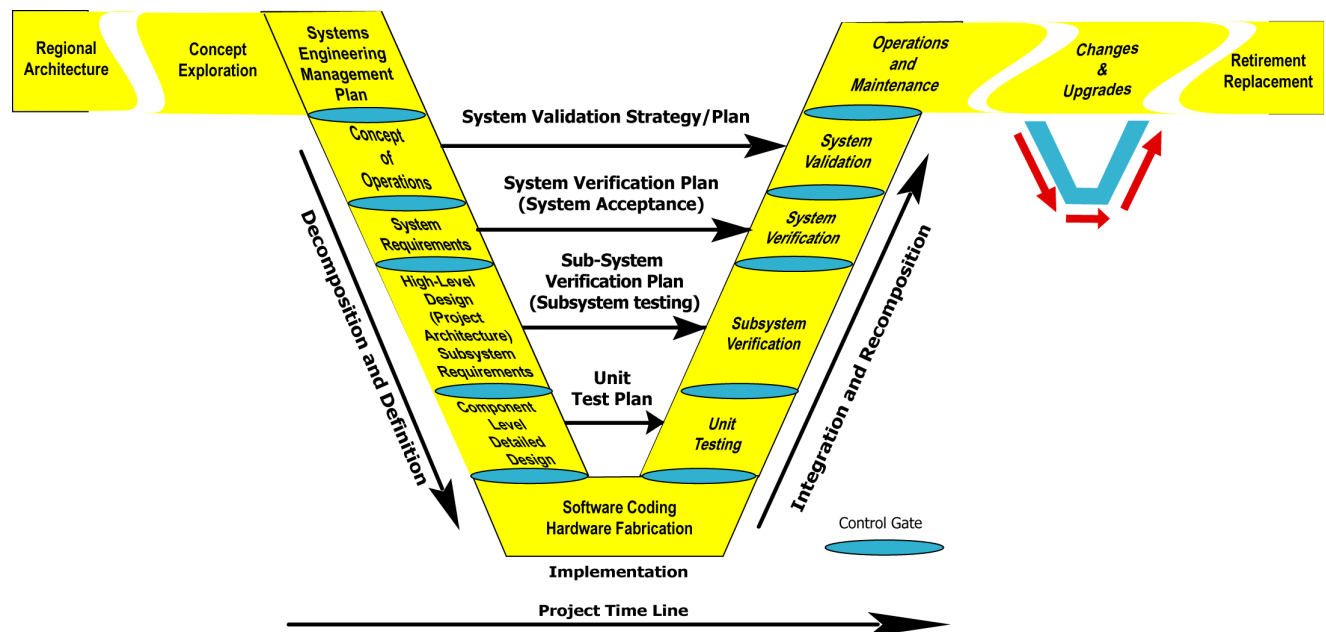 Regional
Architecture
Concept
Exploration
Systems
Engineering
Management
Plan
Concept
of
Operations
System
Requirements
High-Level
Design
(Project
Architecture)
Subsystem
Requirements
Component
Level
Detailed
Design
Software Coding
Hardware Fabrication
Implementation
Unit
Testing
Subsystem
Verification
System
Verification
System
Validation
Operations
and
Maintenance
Changes
&
Upgrades
Retirement
Replacement
System Validation Strategy/Plan
System Verification Plan
(System Acceptance)
Sub-System
Verification Plan
(Subsystem testing)
Unit
Test Plan
Decomposition and Definition
Integration and Recomposition
Control Gate
Project Time Line